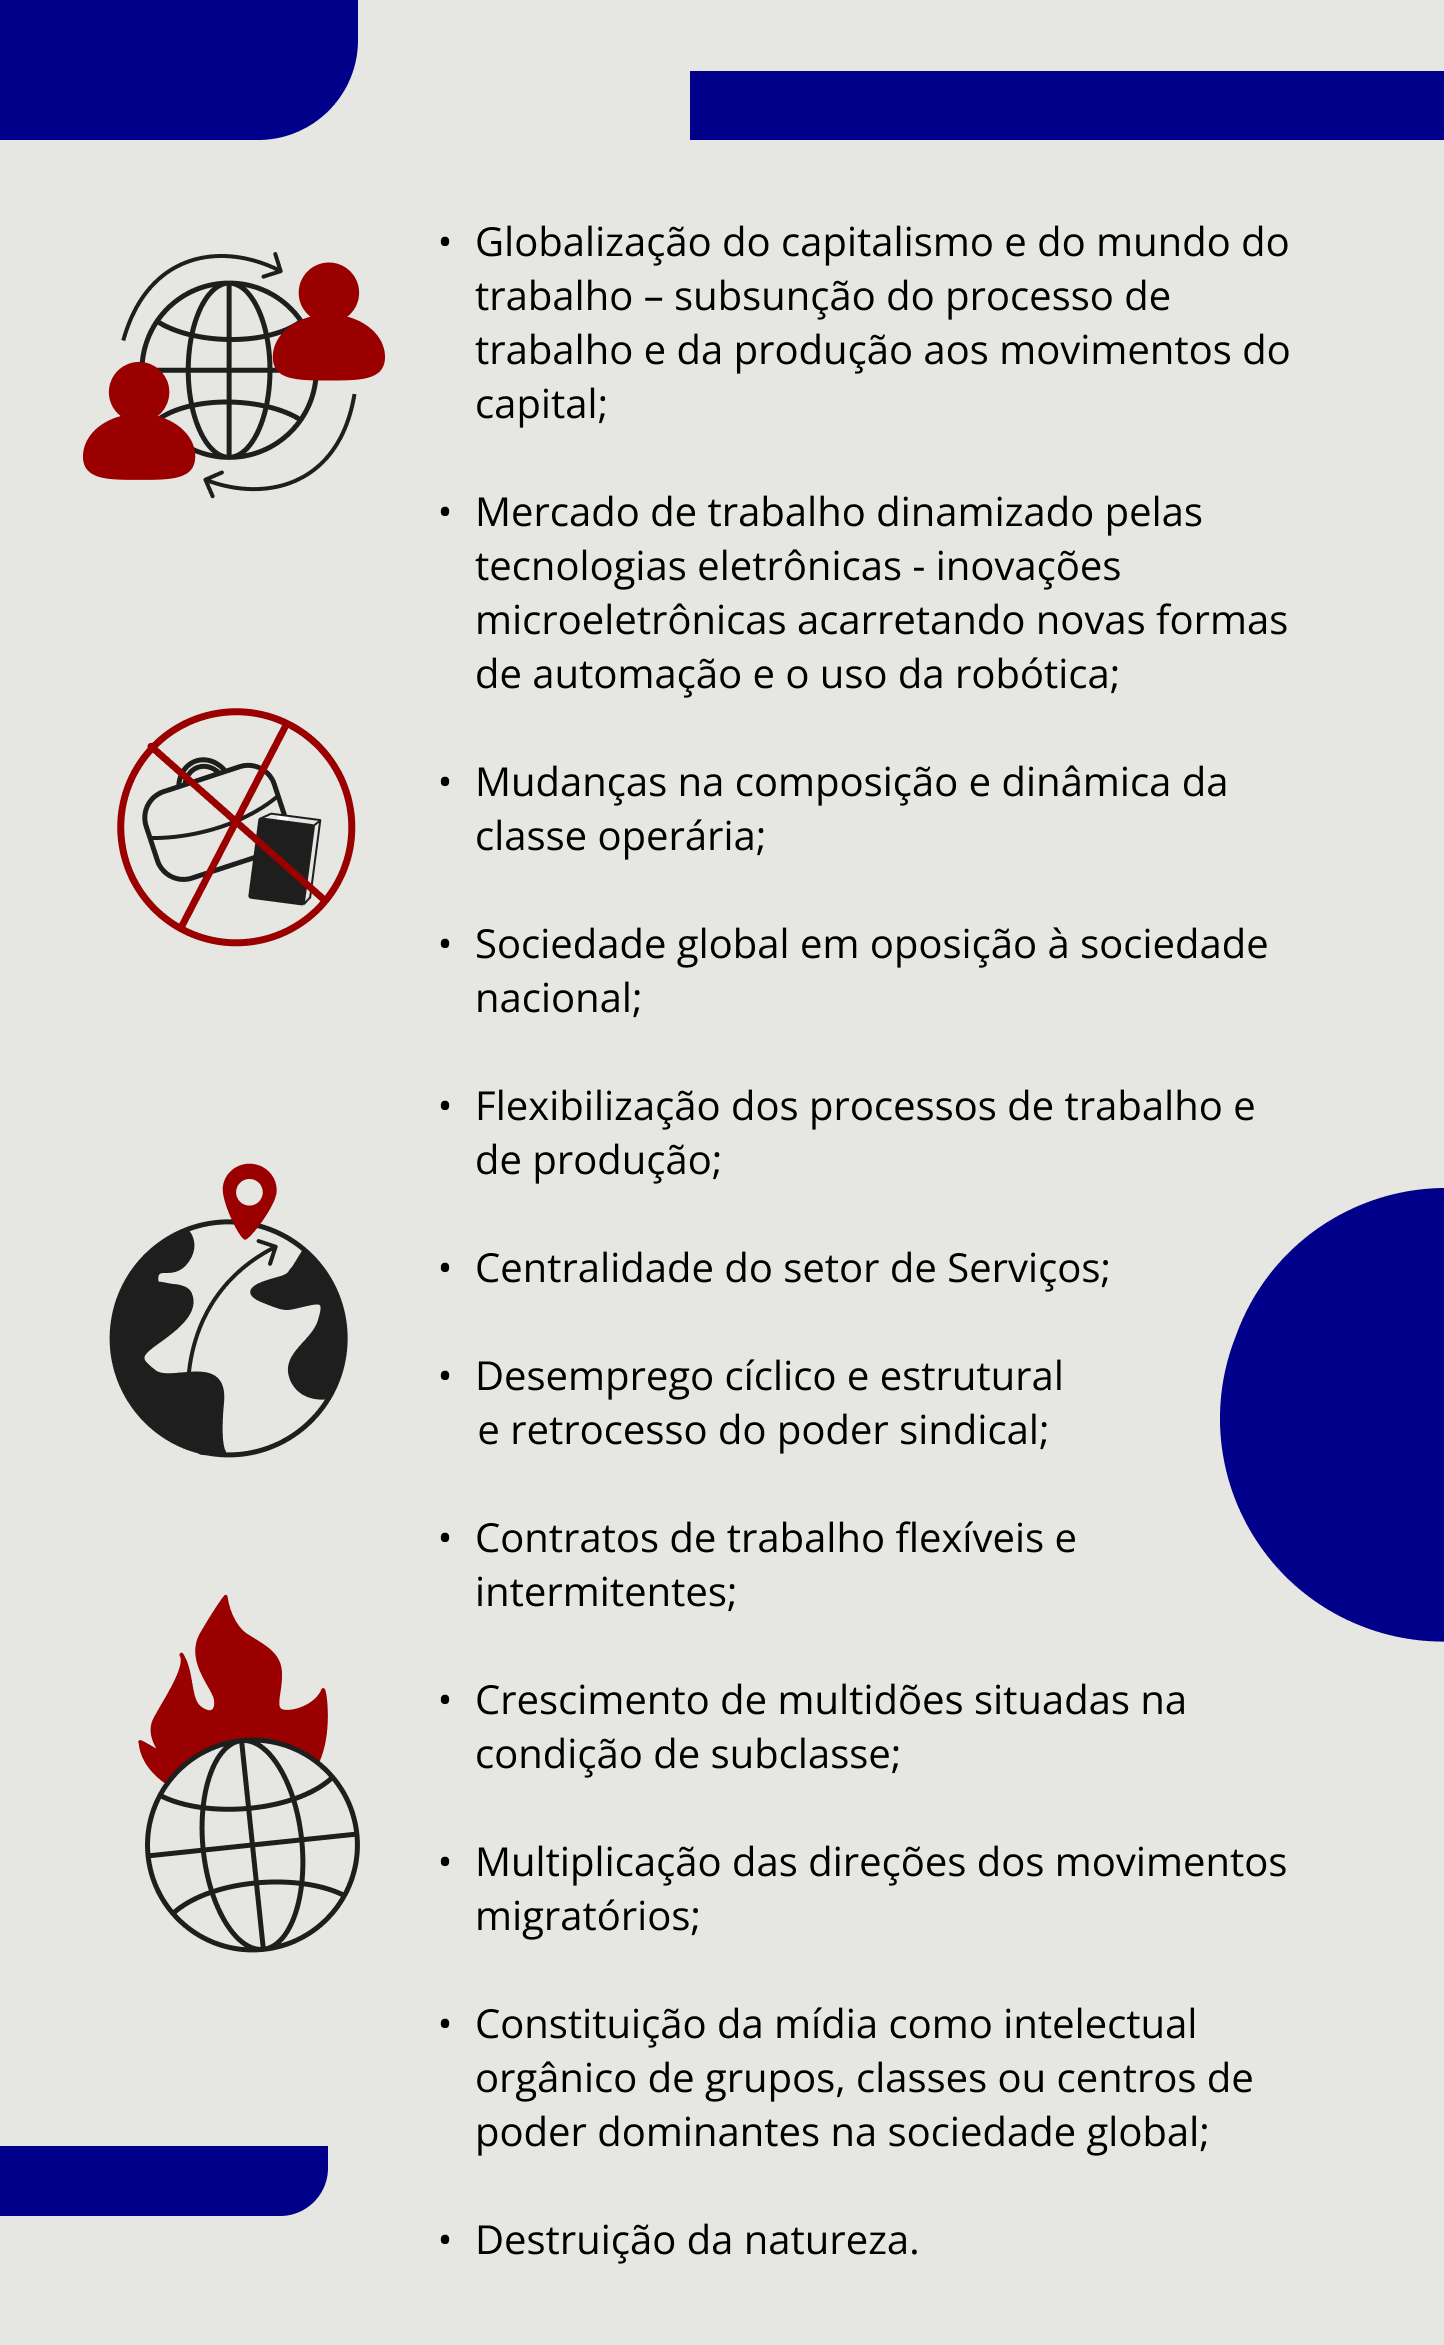 • Globalização do capitalismo e do mundo do
trabalho – subsunção do processo de
trabalho e da produção aos movimentos do
capital;
• Mercado de trabalho dinamizado pelas
tecnologias eletrônicas - inovações
microeletrônicas acarretando novas formas
de automação e o uso da robótica;
• Mudanças na composição e dinâmica da
classe operária;
• Sociedade global em oposição à sociedade
nacional;
• Flexibilização dos processos de trabalho e
de produção;
• Centralidade do setor de Serviços;
• Desemprego cíclico e estrutural
e retrocesso do poder sindical;
• Contratos de trabalho flexíveis e
intermitentes;
• Crescimento de multidões situadas na
condição de subclasse;
• Multiplicação das direções dos movimentos
migratórios;
• Constituição da mídia como intelectual
orgânico de grupos, classes ou centros de
poder dominantes na sociedade global;
• Destruição da natureza.